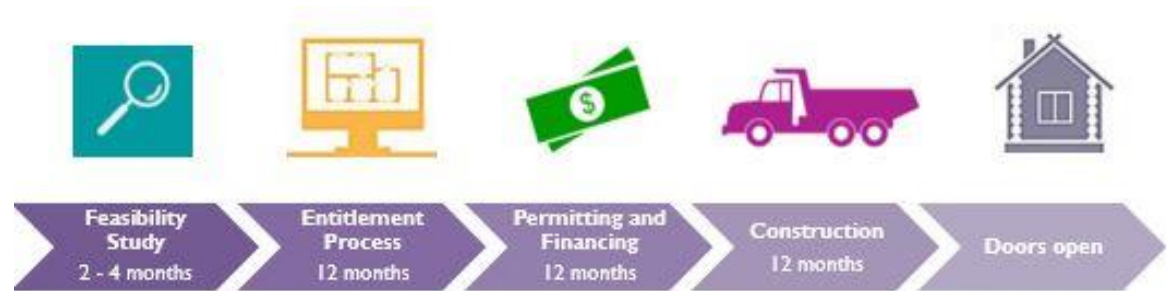 $
Feasibility
Study
2 - 4 months
Entitlement
Process
12 months
Permitting and
Financing
12 months
Construction
12 months
Doors open